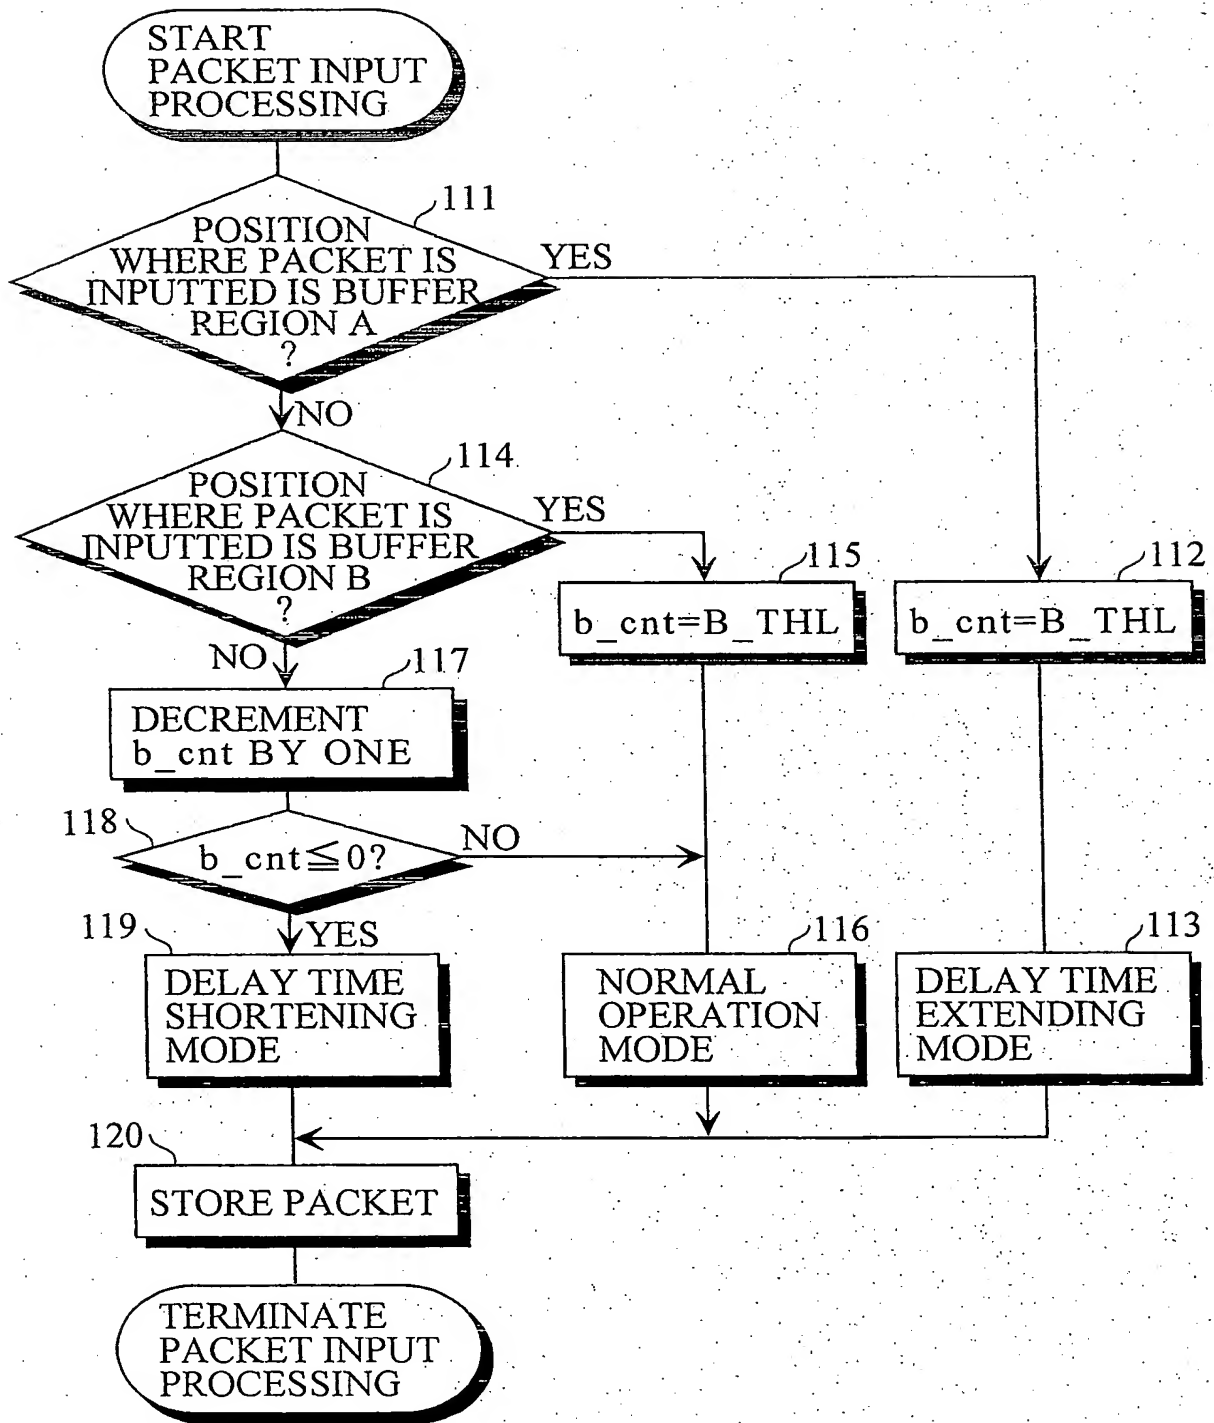 START
PACKET INPUT
PROCESSING
111
POSITION
WHERE PACKET IS
INPUTTED IS BUFFER
REGION A
?
YES
NO
114
POSITION
WHERE PACKET IS
INPUTTED IS BUFFER
REGION B
?
YES
NO
115
b_cnt=B_THL
112
b_cnt=B_THL
117
DECREMENT
b_cnt BY ONE
118
b_cnt≦0?
NO
YES
119
DELAY TIME
SHORTENING
MODE
116
NORMAL
OPERATION
MODE
113
DELAY TIME
EXTENDING
MODE
120
STORE PACKET
TERMINATE
PACKET INPUT
PROCESSING